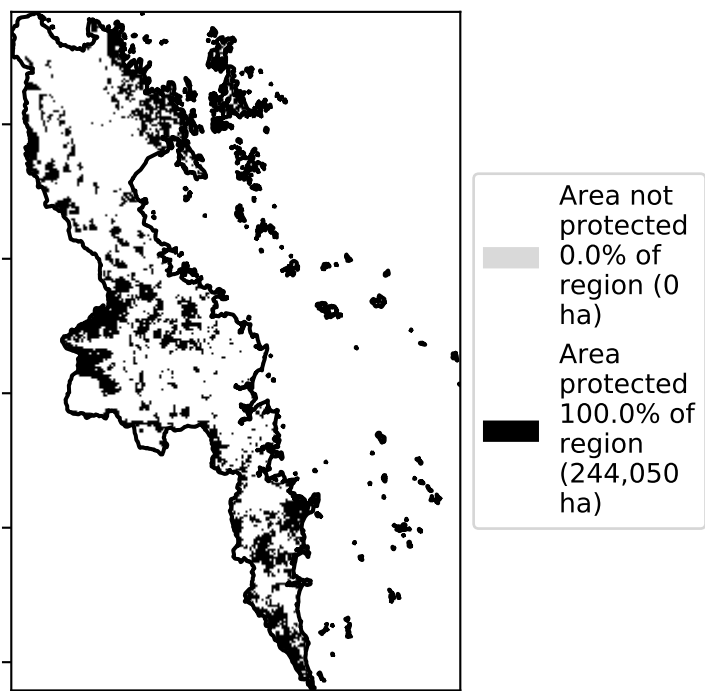 Area not
protected
0.0% of
region (0
ha)
Area
protected
100.0% of
region
(244,050
ha)